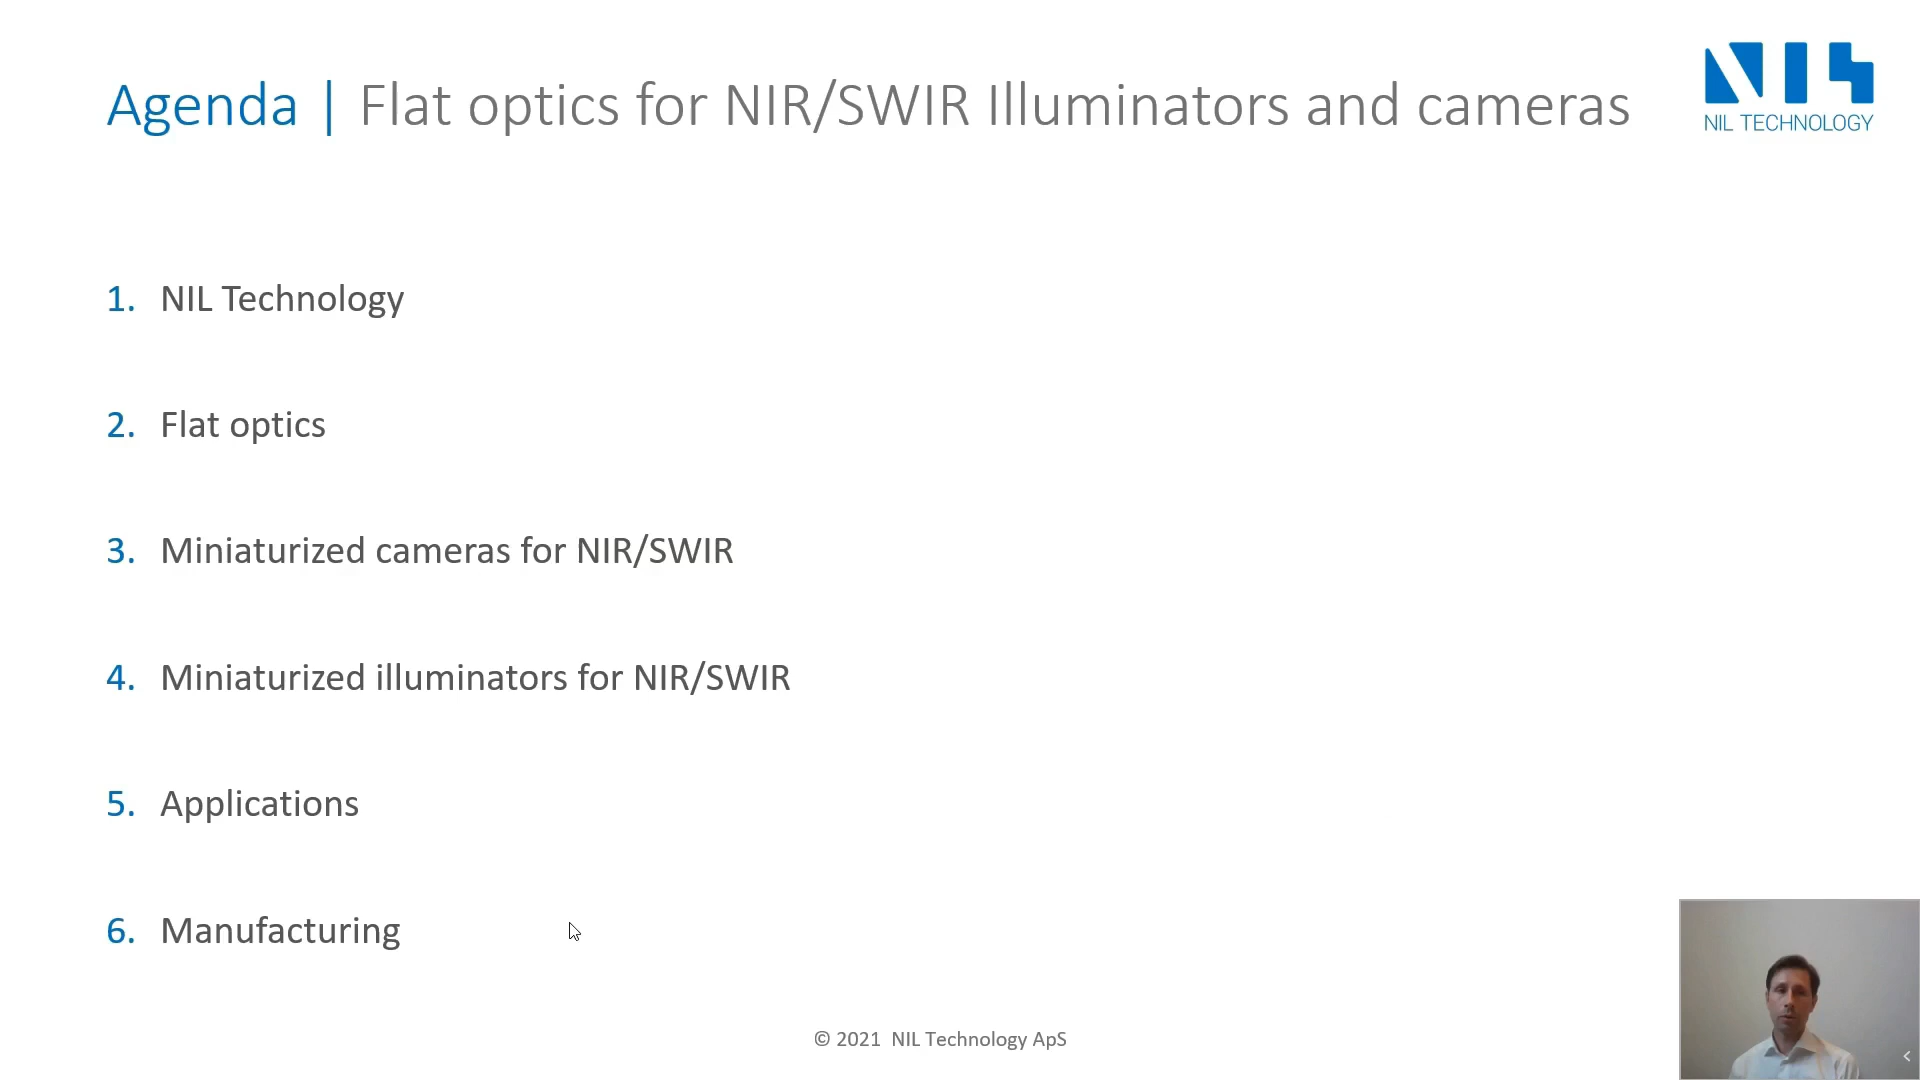 Agenda | Flat optics for NIR/SWIR Illuminators and cameras
NIL
NIL TECHNOLOGY
1. NIL Technology
2. Flat optics
3. Miniaturized cameras for NIR/SWIR
4. Miniaturized illuminators for NIR/SWIR
5. Applications
6. Manufacturing
© 2021 NIL Technology ApS